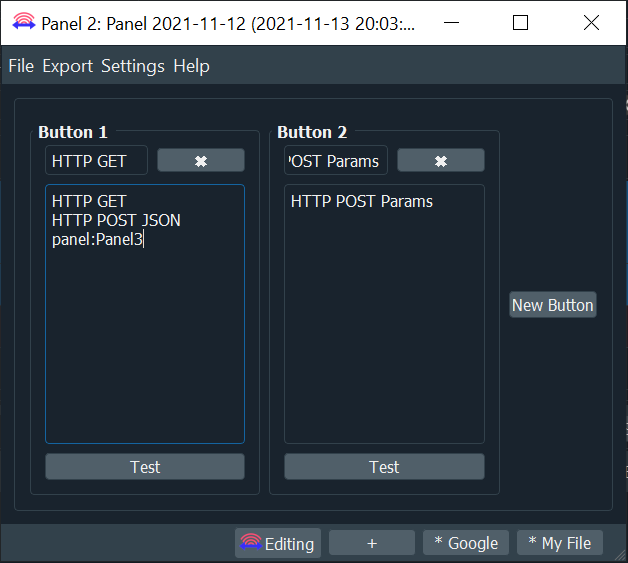 Panel 2: Panel 2021-11-12 (2021-11-13 20:03:...
File Export Settings Help
Button 1
HTTP GET ✖
HTTP GET
HTTP POST JSON
panel:Panel3
Test
Button 2
POST Params ✖
HTTP POST Params
Test
New Button
Editing + * Google * My File